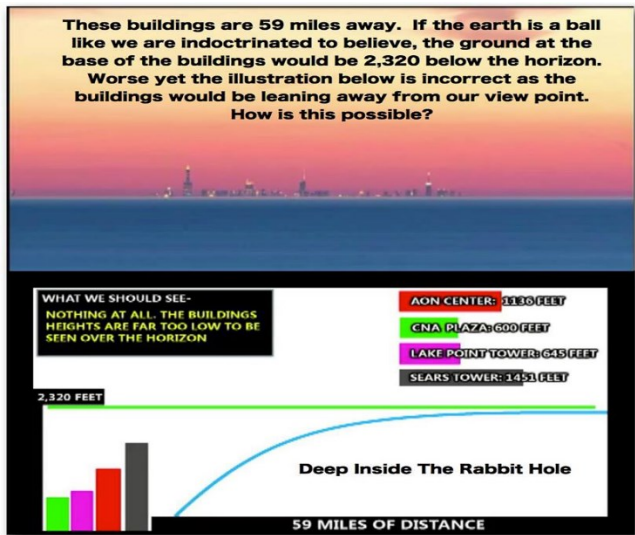 These buildings are 59 miles away. If the earth is a ball
like we are indoctrinated to believe, the ground at the
base of the buildings would be 2,320 below the horizon.
Worse yet the illustration below is incorrect as the
buildings would be leaning away from our view point.
How is this possible?
WHAT WE SHOULD SEE-
NOTHING AT ALL. THE BUILDINGS
HEIGHTS ARE FAR TOO LOW TO BE
SEEN OVER THE HORIZON
AON CENTER: 1136 FEET
CNA PLAZA: 600 FEET
LAKE POINT TOWER: 645 FEET
SEARS TOWER: 1451 FEET
2,320 FEET
Deep Inside The Rabbit Hole
59 MILES OF DISTANCE